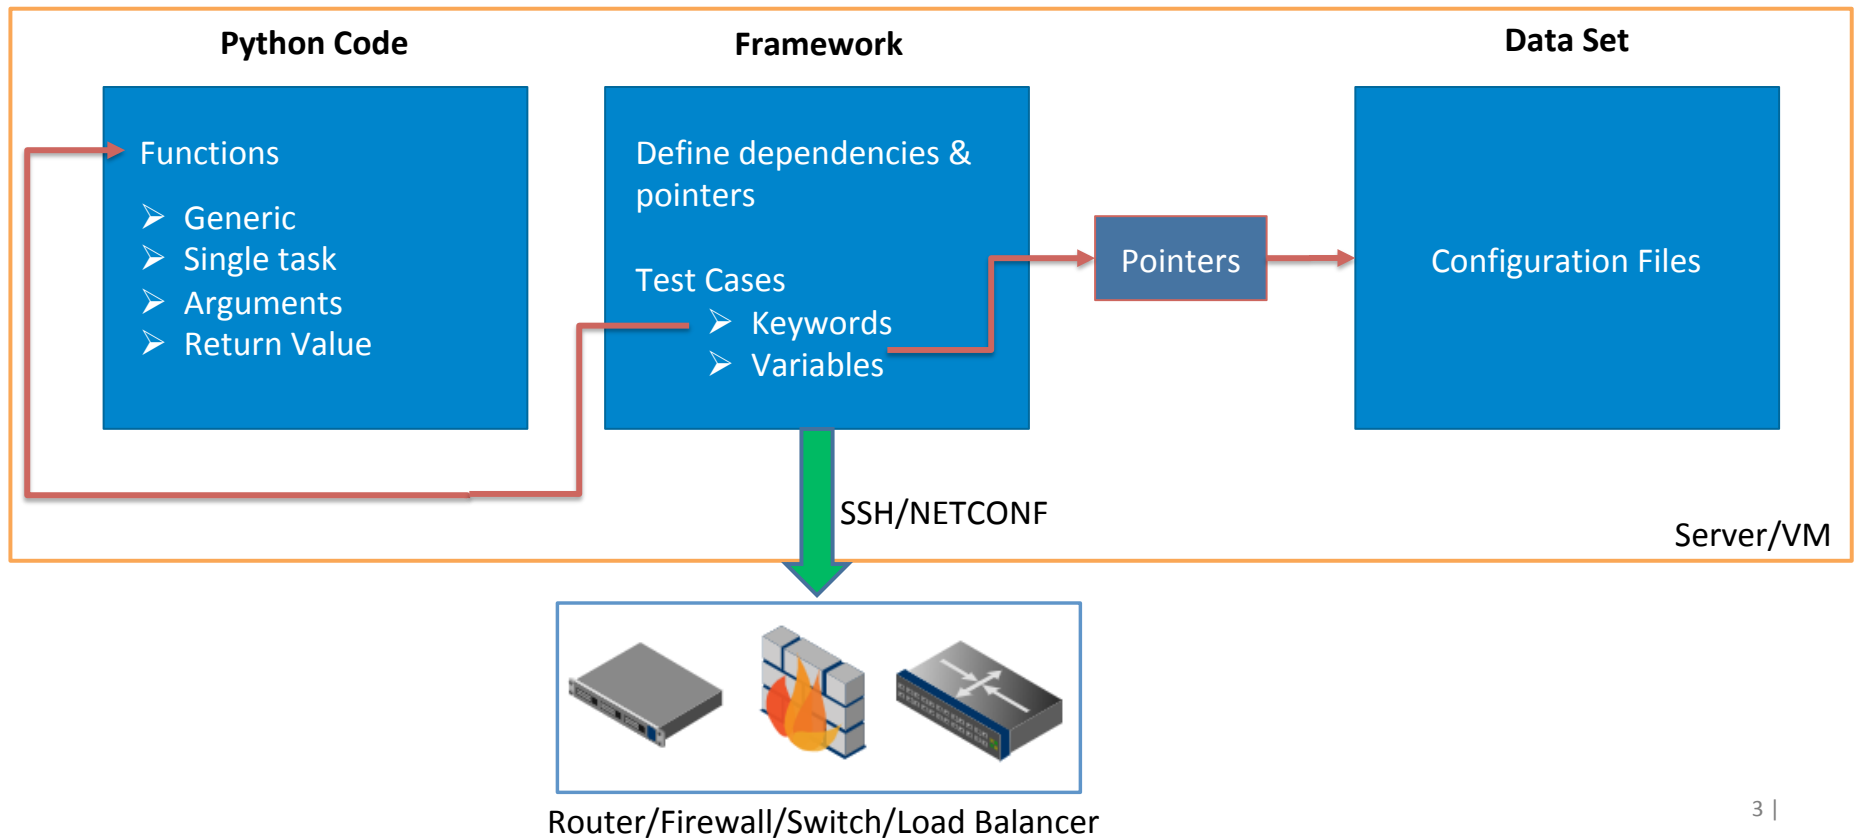 Python Code
Framework
Data Set
Functions
➢ Generic
➢ Single task
➢ Arguments
➢ Return Value
Define dependencies &
pointers
Test Cases
➢ Keywords
➢ Variables
Pointers
Configuration Files
SSH/NETCONF
Server/VM
Router/Firewall/Switch/Load Balancer
3 |